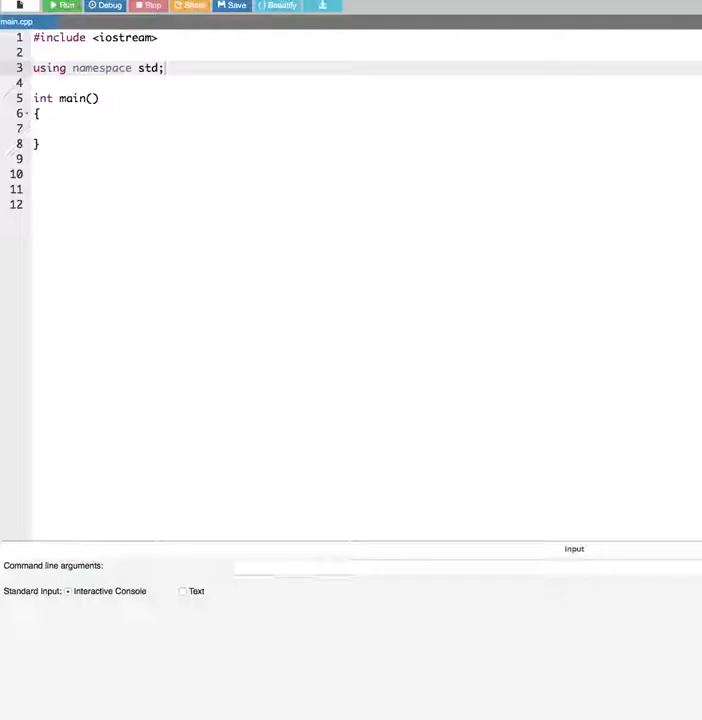 Run Debug Stop Share Save { } Beautify
main.cpp
1 #include <iostream>
2
3 using namespace std;
4
5 int main()
6 {
7
8 }
9
10
11
12
Input
Command line arguments:
Standard Input: Interactive Console Text